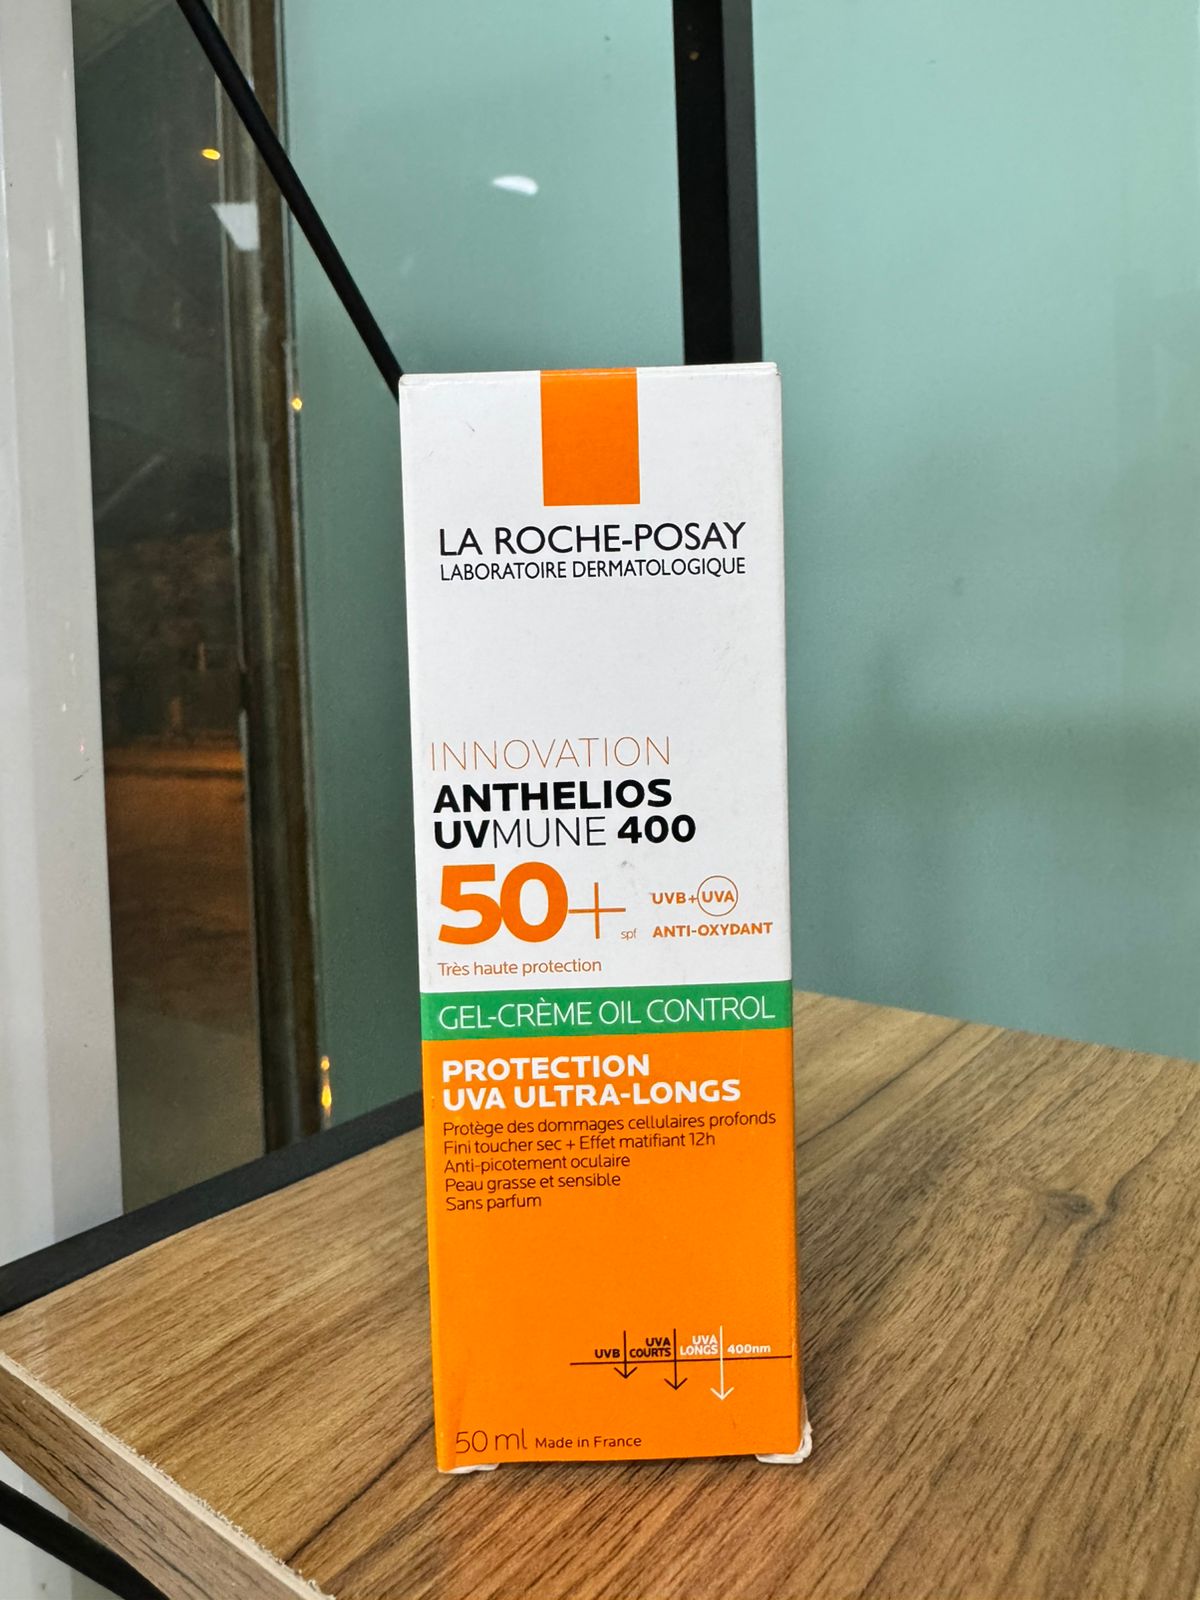 LA ROCHE-POSAY
LABORATOIRE DERMATOLOGIQUE
INNOVATION
ANTHELIOS
UVMUNE 400
50+ spf
UVB+UVA
ANTI-OXYDANT
Très haute protection
GEL-CRÈME OIL CONTROL
PROTECTION
UVA ULTRA-LONGS
Protège des dommages cellulaires profonds
Fini toucher sec + Effet matifiant 12h
Anti-picotement oculaire
Peau grasse et sensible
Sans parfum
UVB
UVA
COURTS
UVA
LONGS
400nm
50 ml Made in France